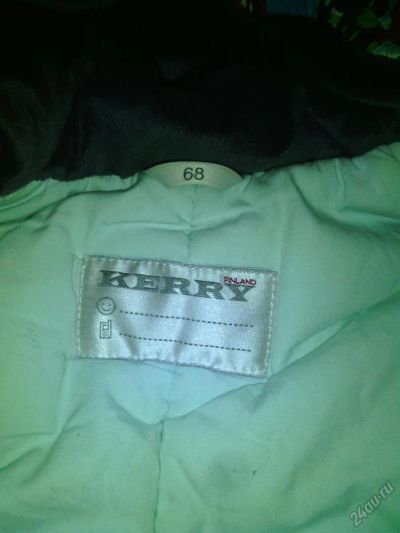 68
KERRY
FINLAND
24au.ru